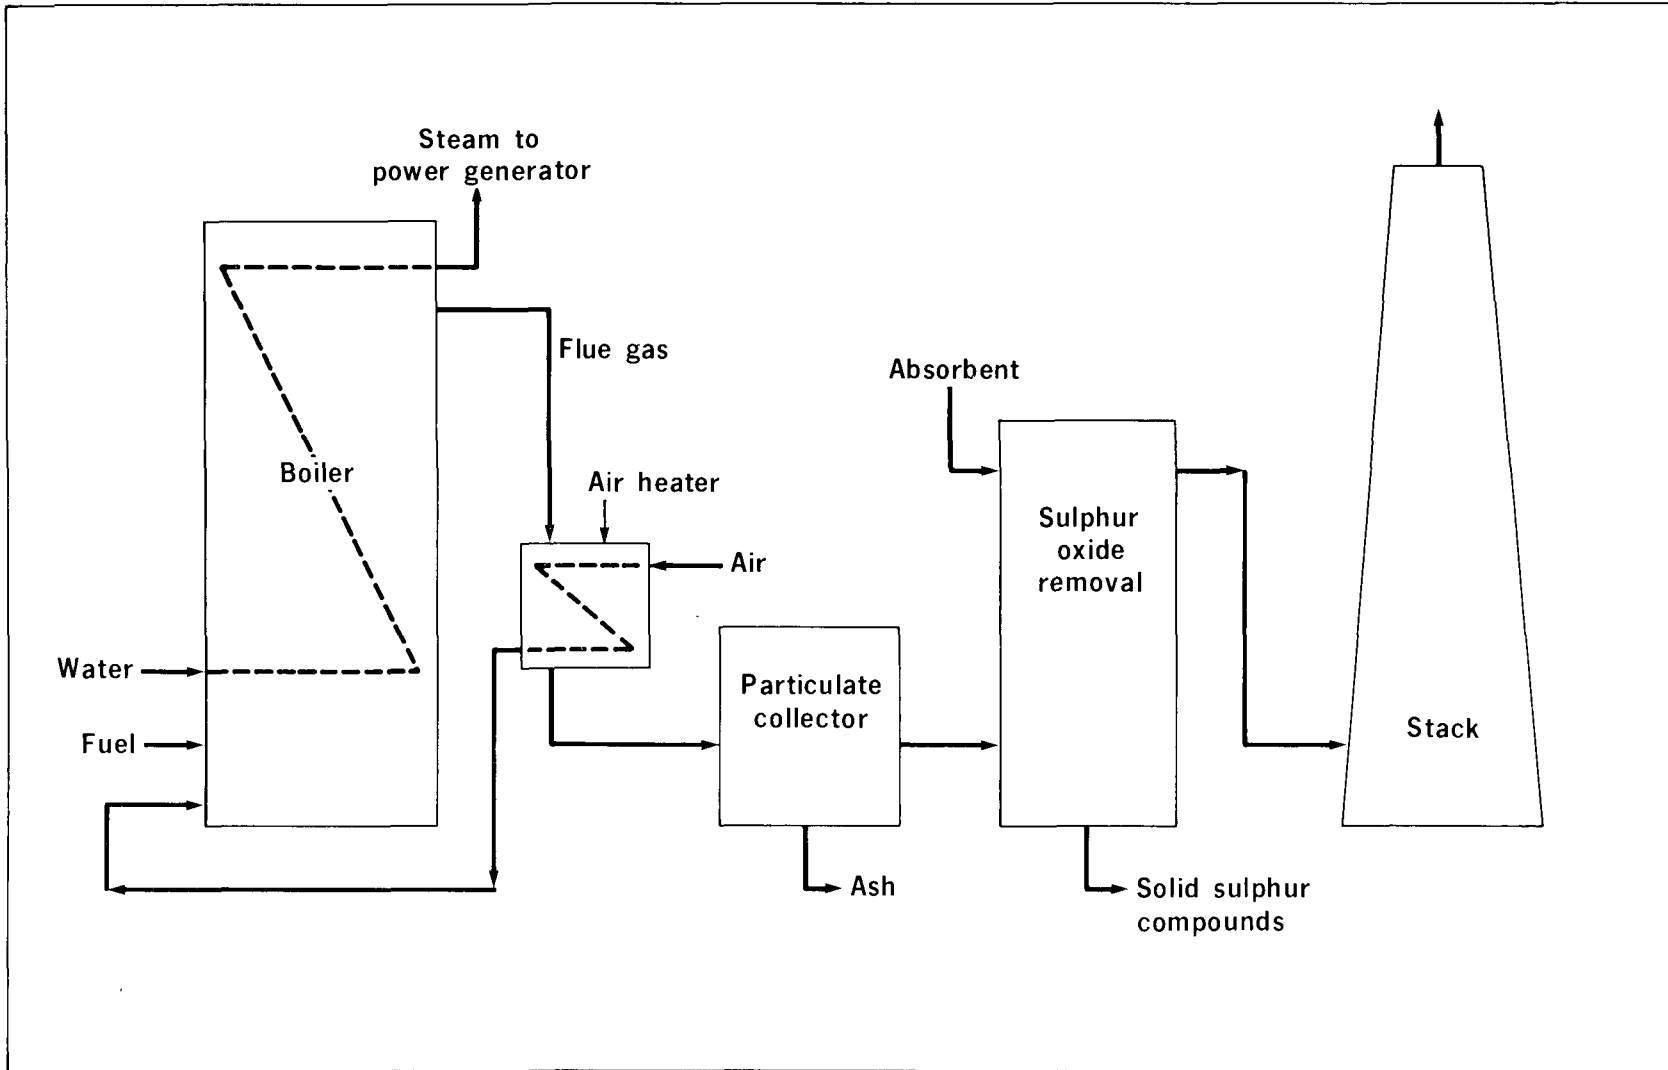 Steam to
power generator
Flue gas
Absorbent
Boiler
Air heater
Sulphur
oxide
removal
Air
Water
Particulate
collector
Fuel
Stack
Ash
Solid sulphur
compounds